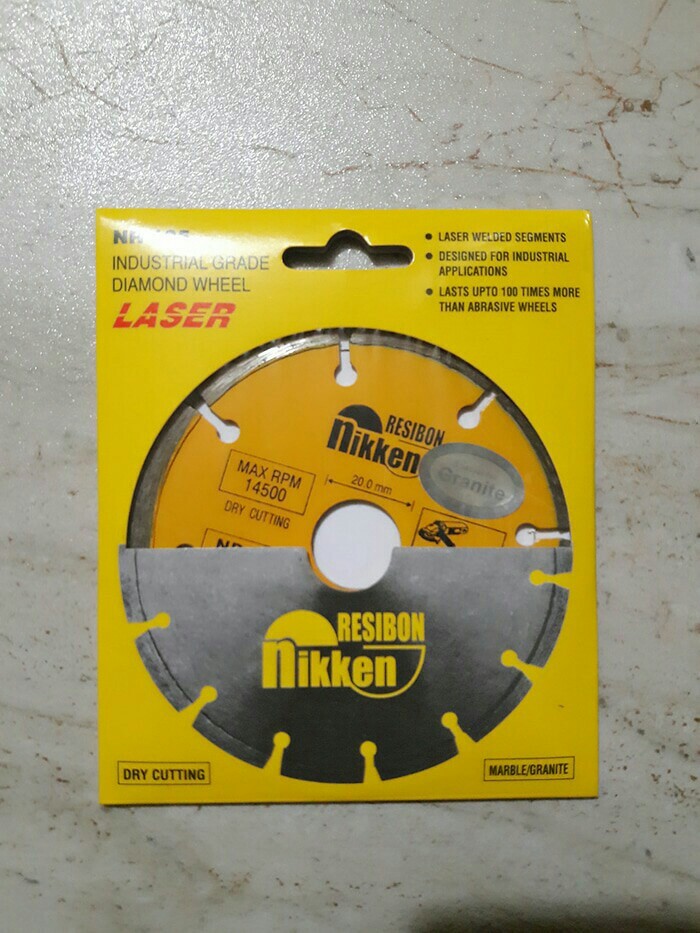 INDUSTRIAL GRADE
DIAMOND WHEEL
LASER
● LASER WELDED SEGMENTS
● DESIGNED FOR INDUSTRIAL
APPLICATIONS
● LASTS UPTO 100 TIMES MORE
THAN ABRASIVE WHEELS
RESIBON
nikken
Granite
MAX RPM
14500
DRY CUTTING
20.0 mm
RESIBON
nikken
DRY CUTTING
MARBLE/GRANITE